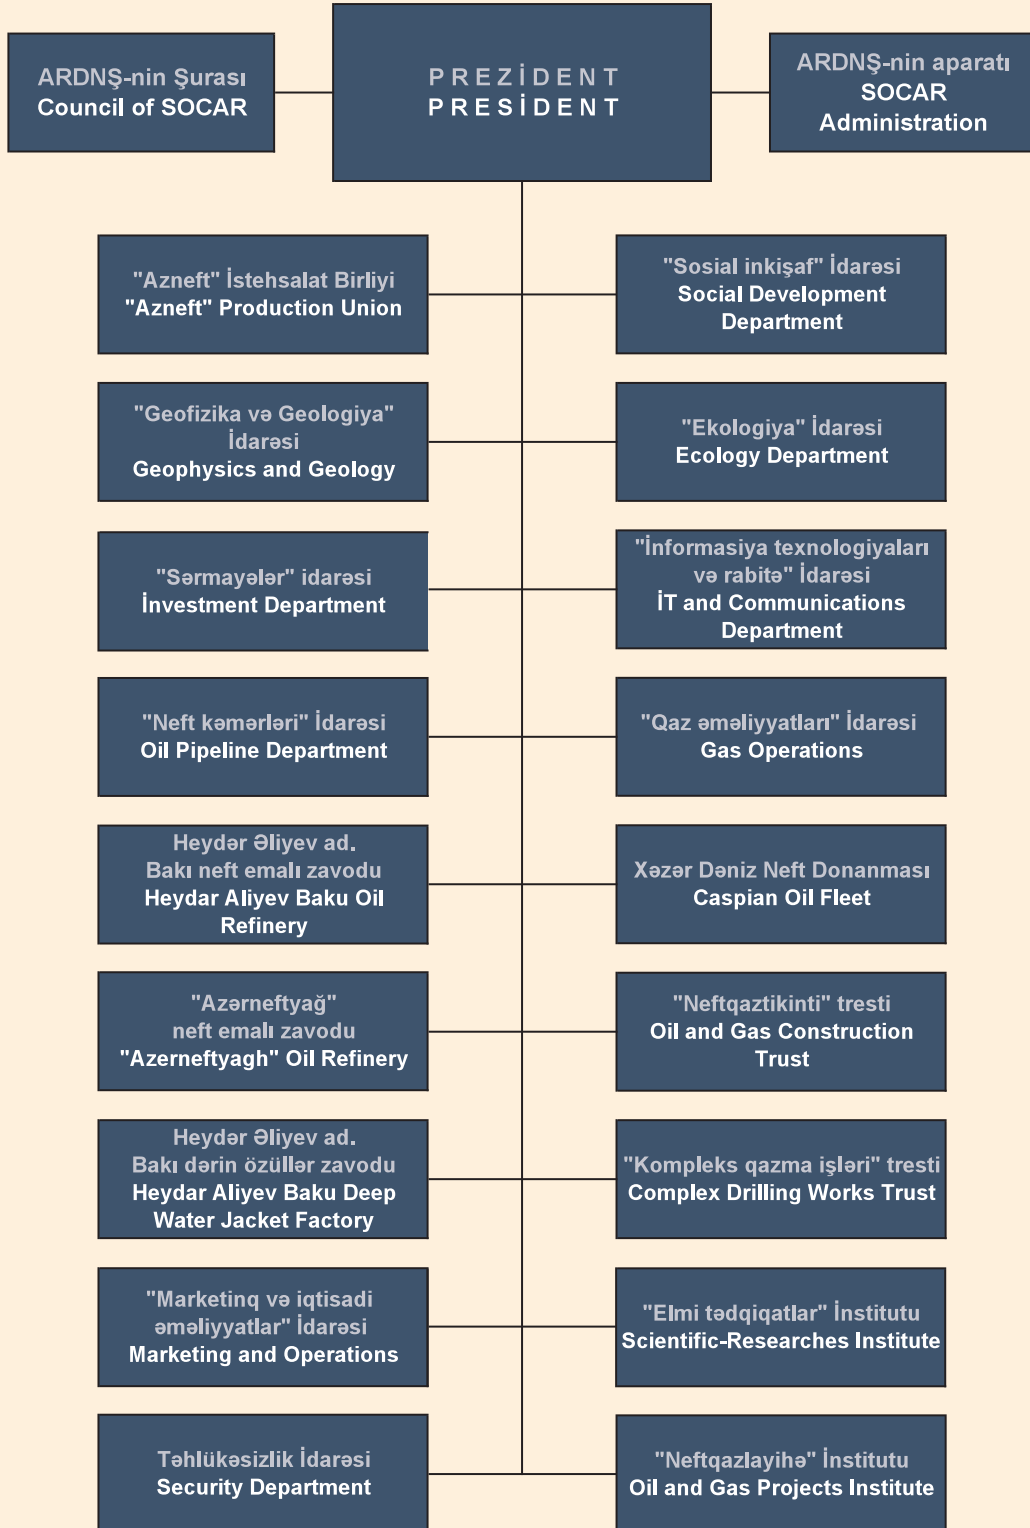 ARDNŞ-nin Şurası
Council of SOCAR
PREZİDENT
PRESİDENT
ARDNŞ-nin aparatı
SOCAR
Administration
"Azneft" İstehsalat Birliyi
"Azneft" Production Union
"Sosial inkişaf" İdarəsi
Social Development
Department
"Geofizika və Geologiya"
İdarəsi
Geophysics and Geology
"Ekologiya" İdarəsi
Ecology Department
"Sərmayələr" idarəsi
İnvestment Department
"İnformasiya texnologiyaları
və rabitə" İdarəsi
İT and Communications
Department
"Neft kəmərləri" İdarəsi
Oil Pipeline Department
"Qaz əməliyyatları" İdarəsi
Gas Operations
Heydər Əliyev ad.
Bakı neft emalı zavodu
Heydar Aliyev Baku Oil
Refinery
Xəzər Dəniz Neft Donanması
Caspian Oil Fleet
"Azərneftyağ"
neft emalı zavodu
"Azerneftyagh" Oil Refinery
"Neftqaztikinti" tresti
Oil and Gas Construction
Trust
Heydər Əliyev ad.
Bakı dərin özüllər zavodu
Heydar Aliyev Baku Deep
Water Jacket Factory
"Kompleks qazma işləri" tresti
Complex Drilling Works Trust
"Marketinq və iqtisadi
əməliyyatlar" İdarəsi
Marketing and Operations
"Elmi tədqiqatlar" İnstitutu
Scientific-Researches Institute
Təhlükəsizlik İdarəsi
Security Department
"Neftqazlayihə" İnstitutu
Oil and Gas Projects Institute